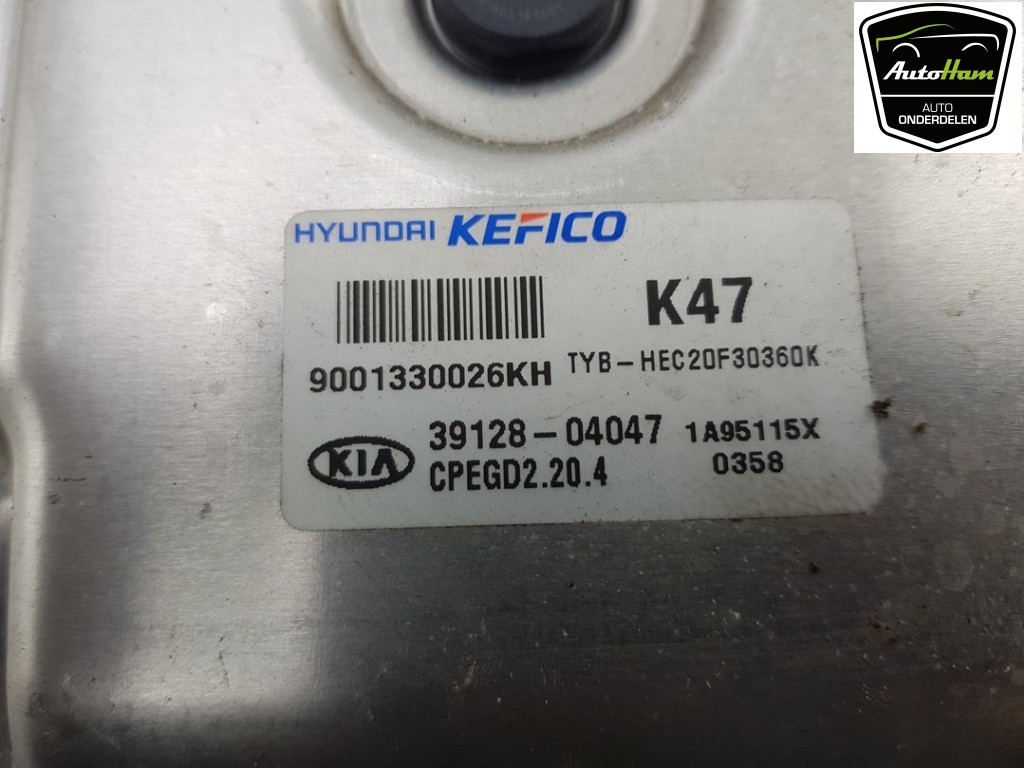 AutoHam
AUTO
ONDERDELEN
HYUNDAI KEFICO
K47
9001330026KH
TYB-HEC20F30360K
KIA
39128-04047 1A95115X
CPEGD2.20.4 0358